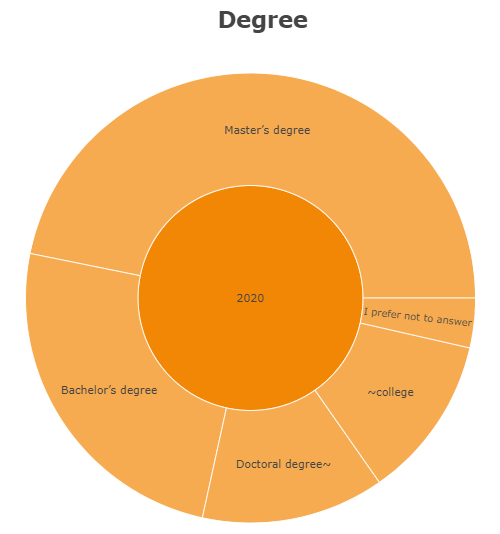 Degree
Master’s degree
2020
I prefer not to answer
Bachelor’s degree
~college
Doctoral degree~